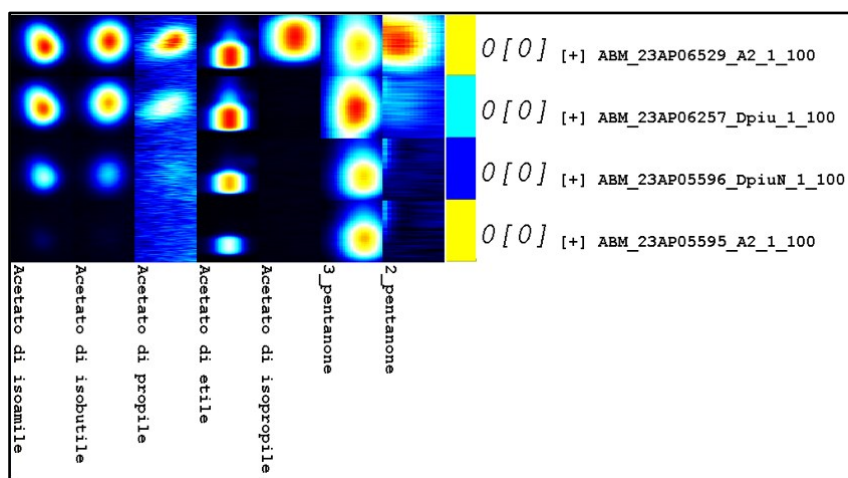 0[0] [+] ABM_23AP06529_A2_1_100
0[0] [+] ABM_23AP06257_Dpiu_1_100
0[0] [+] ABM_23AP05596_DpiuN_1_100
0[0] [+] ABM_23AP05595_A2_1_100
Acetato di isoamile
Acetato di isobutile
Acetato di propile
Acetato di etile
Acetato di isopropile
3_pentanone
2_pentanone